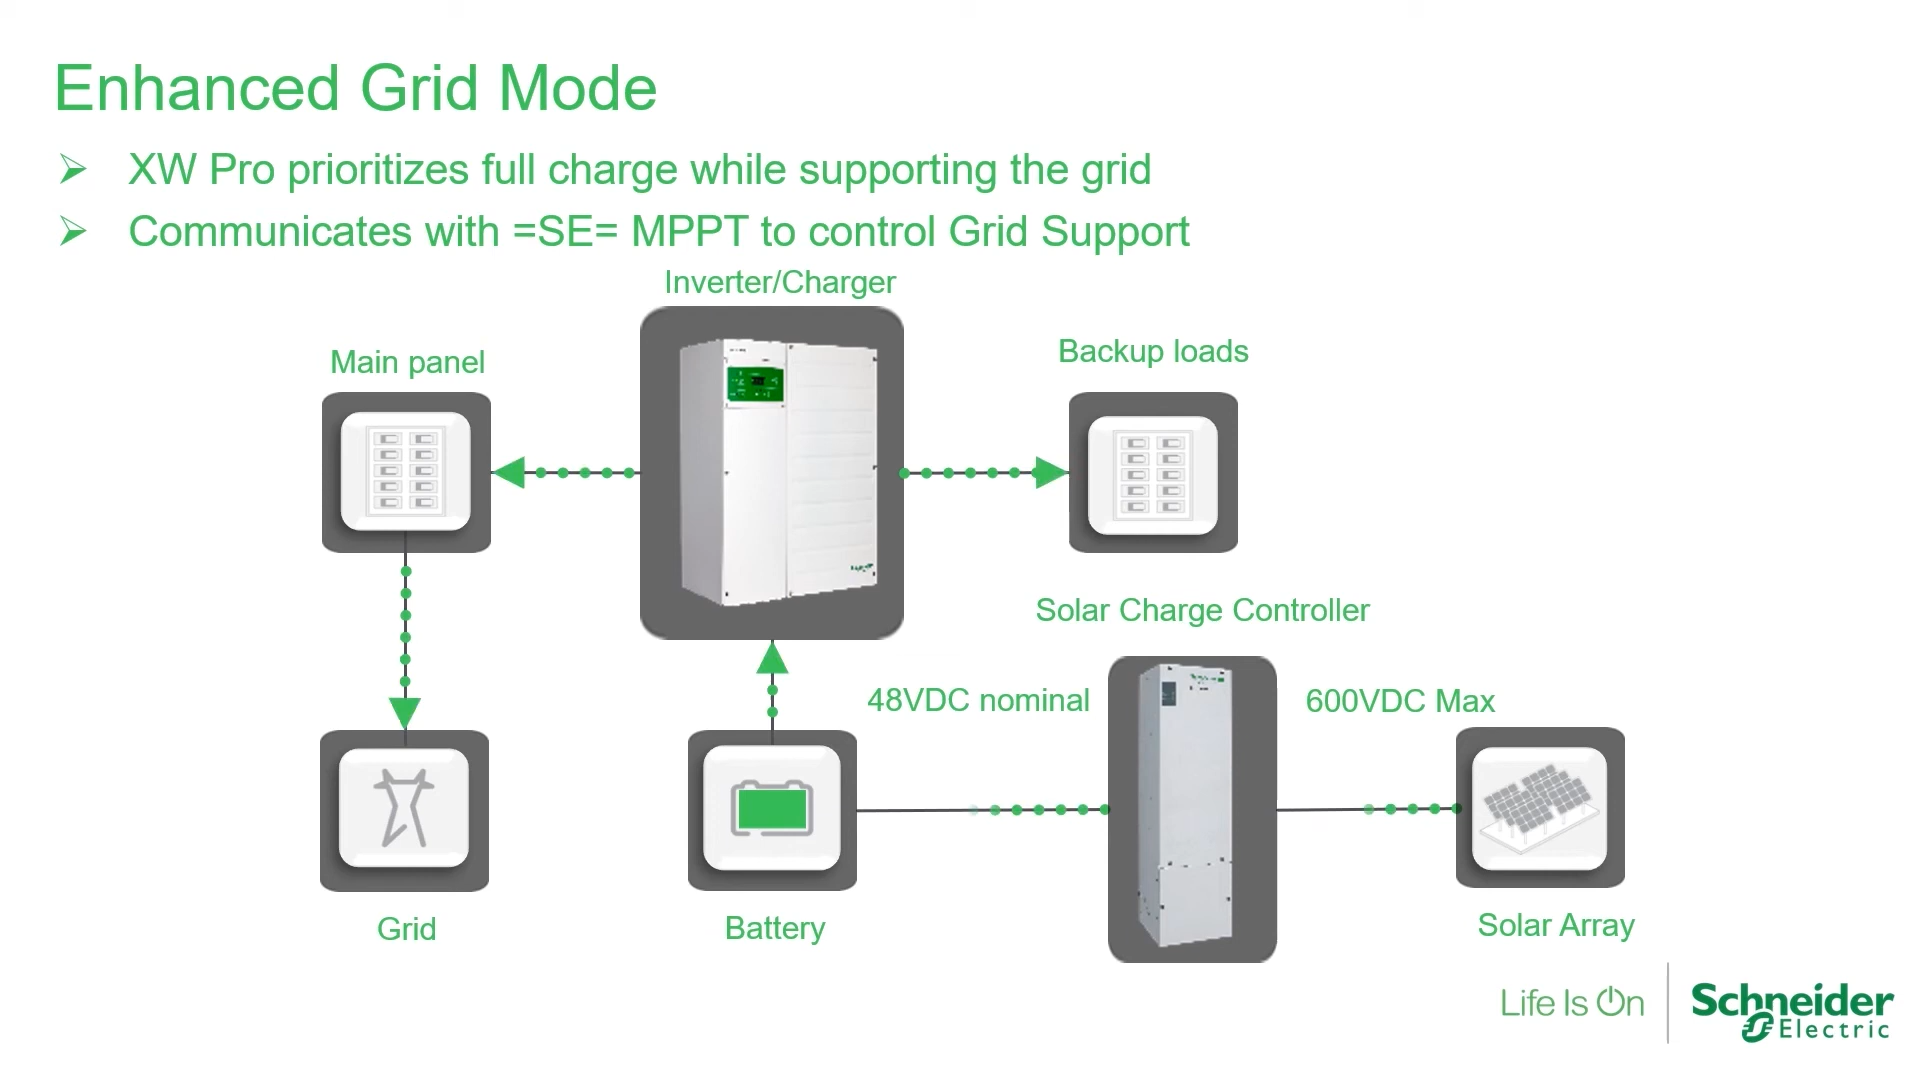 Enhanced Grid Mode
XW Pro prioritizes full charge while supporting the grid
Communicates with =SE= MPPT to control Grid Support
Inverter/Charger
Main panel
Backup loads
Solar Charge Controller
48VDC nominal
600VDC Max
Grid
Battery
Solar Array
Life Is On
Schneider
Electric